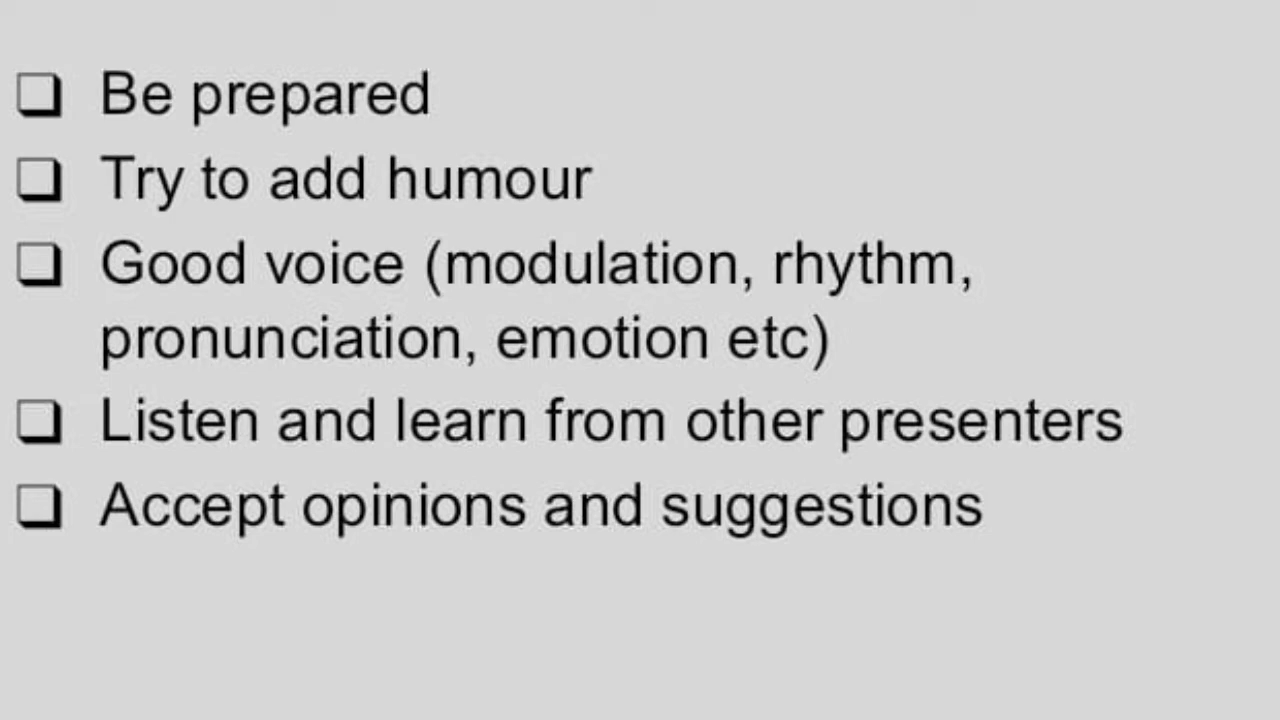 ❑ Be prepared
❑ Try to add humour
❑ Good voice (modulation, rhythm,
pronunciation, emotion etc)
❑ Listen and learn from other presenters
❑ Accept opinions and suggestions